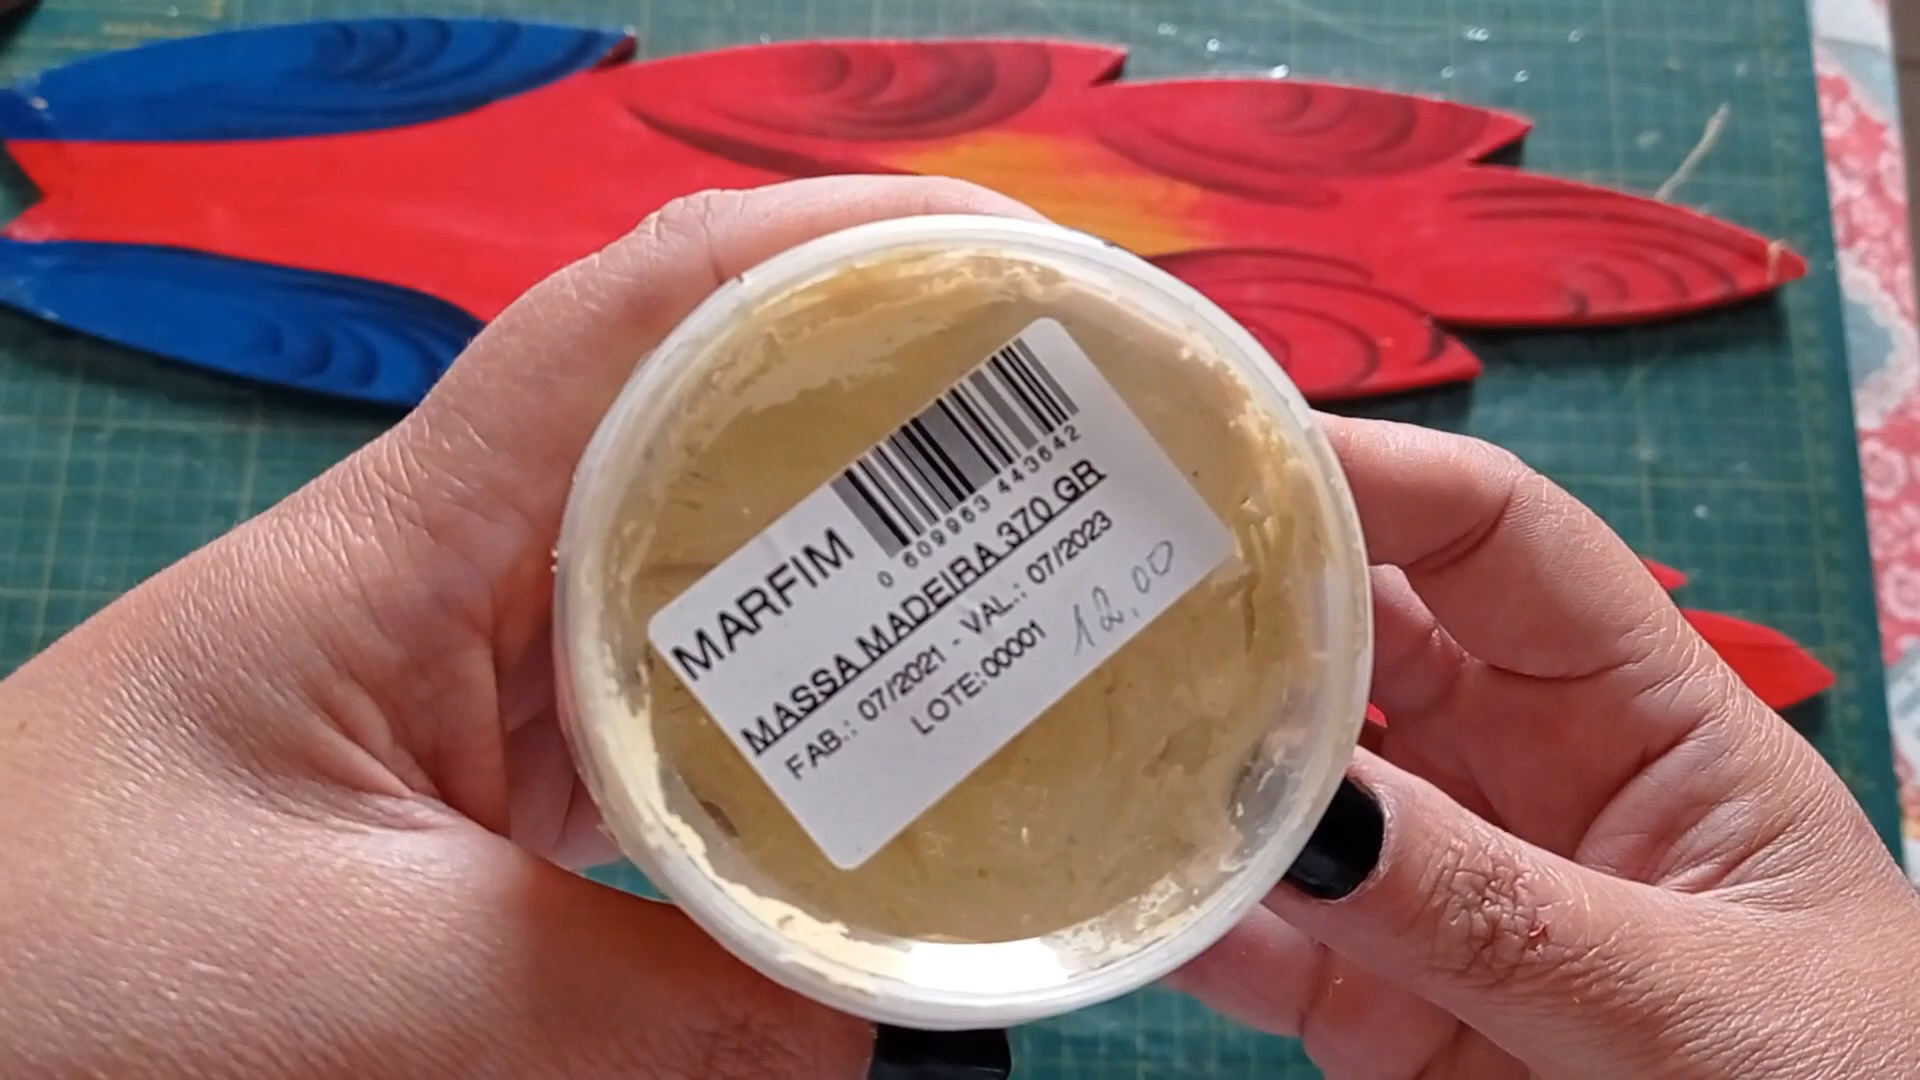 0 609963 443642
MARFIM
MASSA MADEIRA 370 GR
FAB.: 07/2021 - VAL.: 07/2023
LOTE:00001
12,00